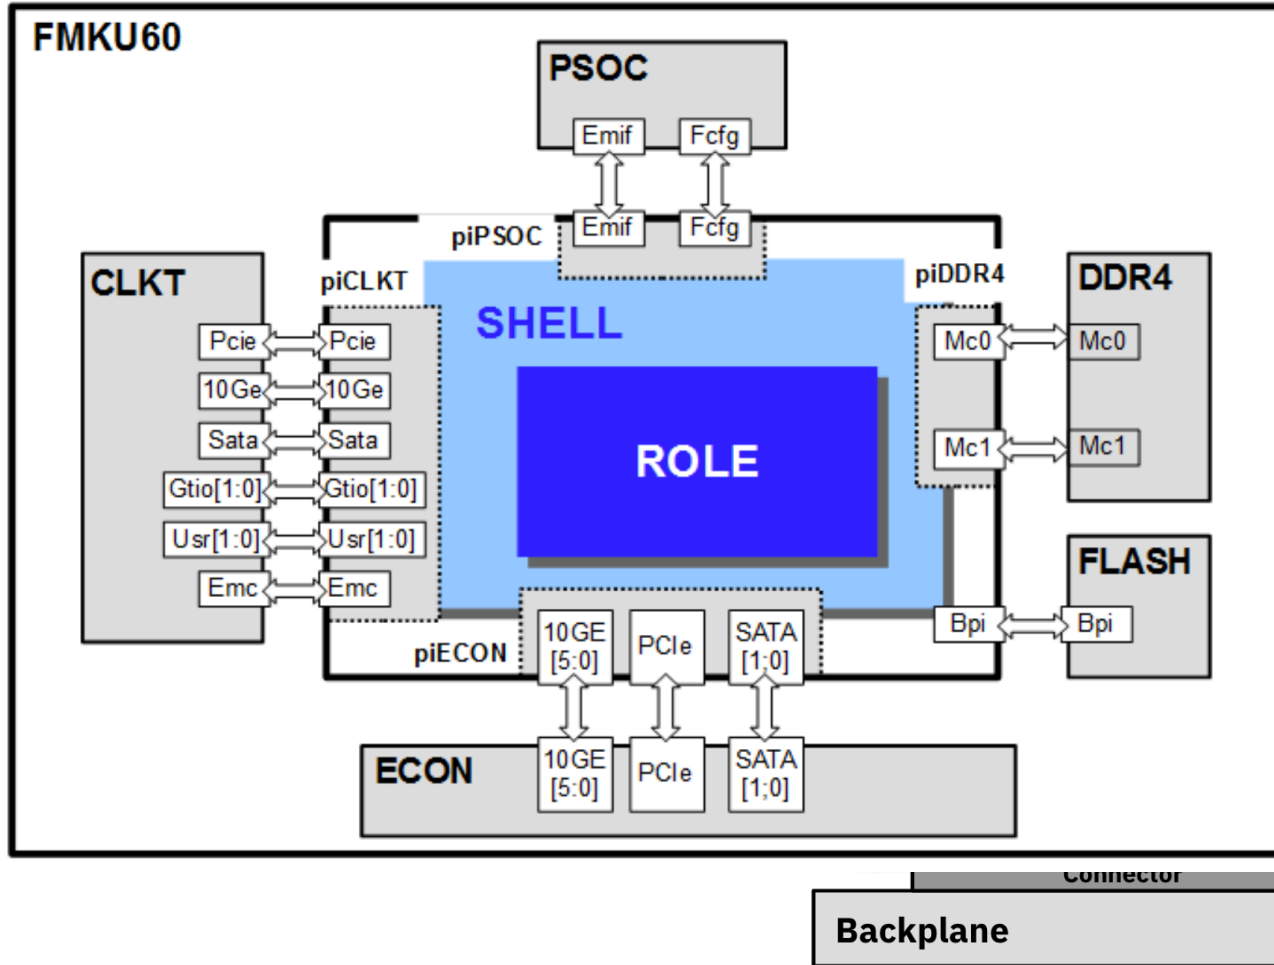 FMKU60
PSOC
Emif
Fcfg
Emif
Fcfg
piPSOC
CLKT
piCLKT
piDDR4
DDR4
SHELL
Pcie
Pcie
Mc0
Mc0
10Ge
10Ge
Sata
Sata
ROLE
Mc1
Mc1
Gtio[1:0]
Gtio[1:0]
Usr[1:0]
Usr[1:0]
FLASH
Emc
Emc
Bpi
Bpi
10GE
[5:0]
PCIe
SATA
[1;0]
piECON
ECON
10GE
[5:0]
PCIe
SATA
[1;0]
Connector
Backplane